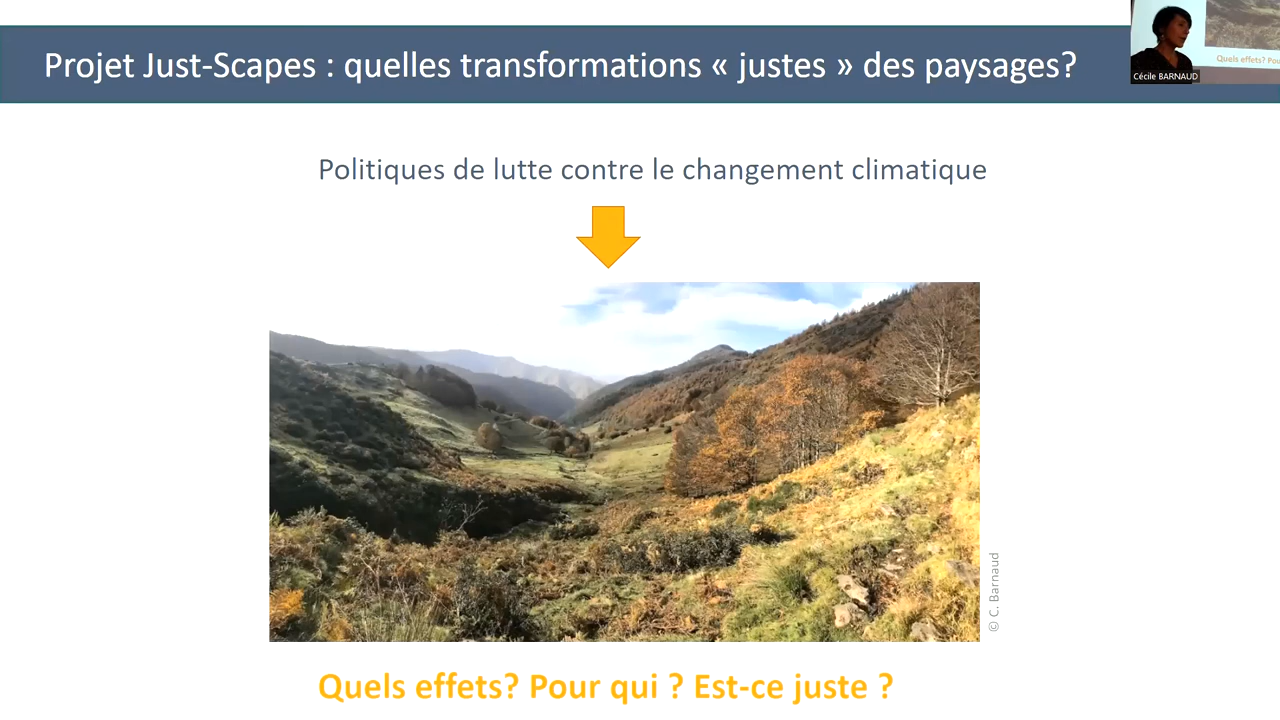 Projet Just-Scapes : quelles transformations « justes » des paysages?
Quels effets? Pou
Cécile BARNAUD
Politiques de lutte contre le changement climatique
© C. Barnaud
Quels effets? Pour qui ? Est-ce juste ?